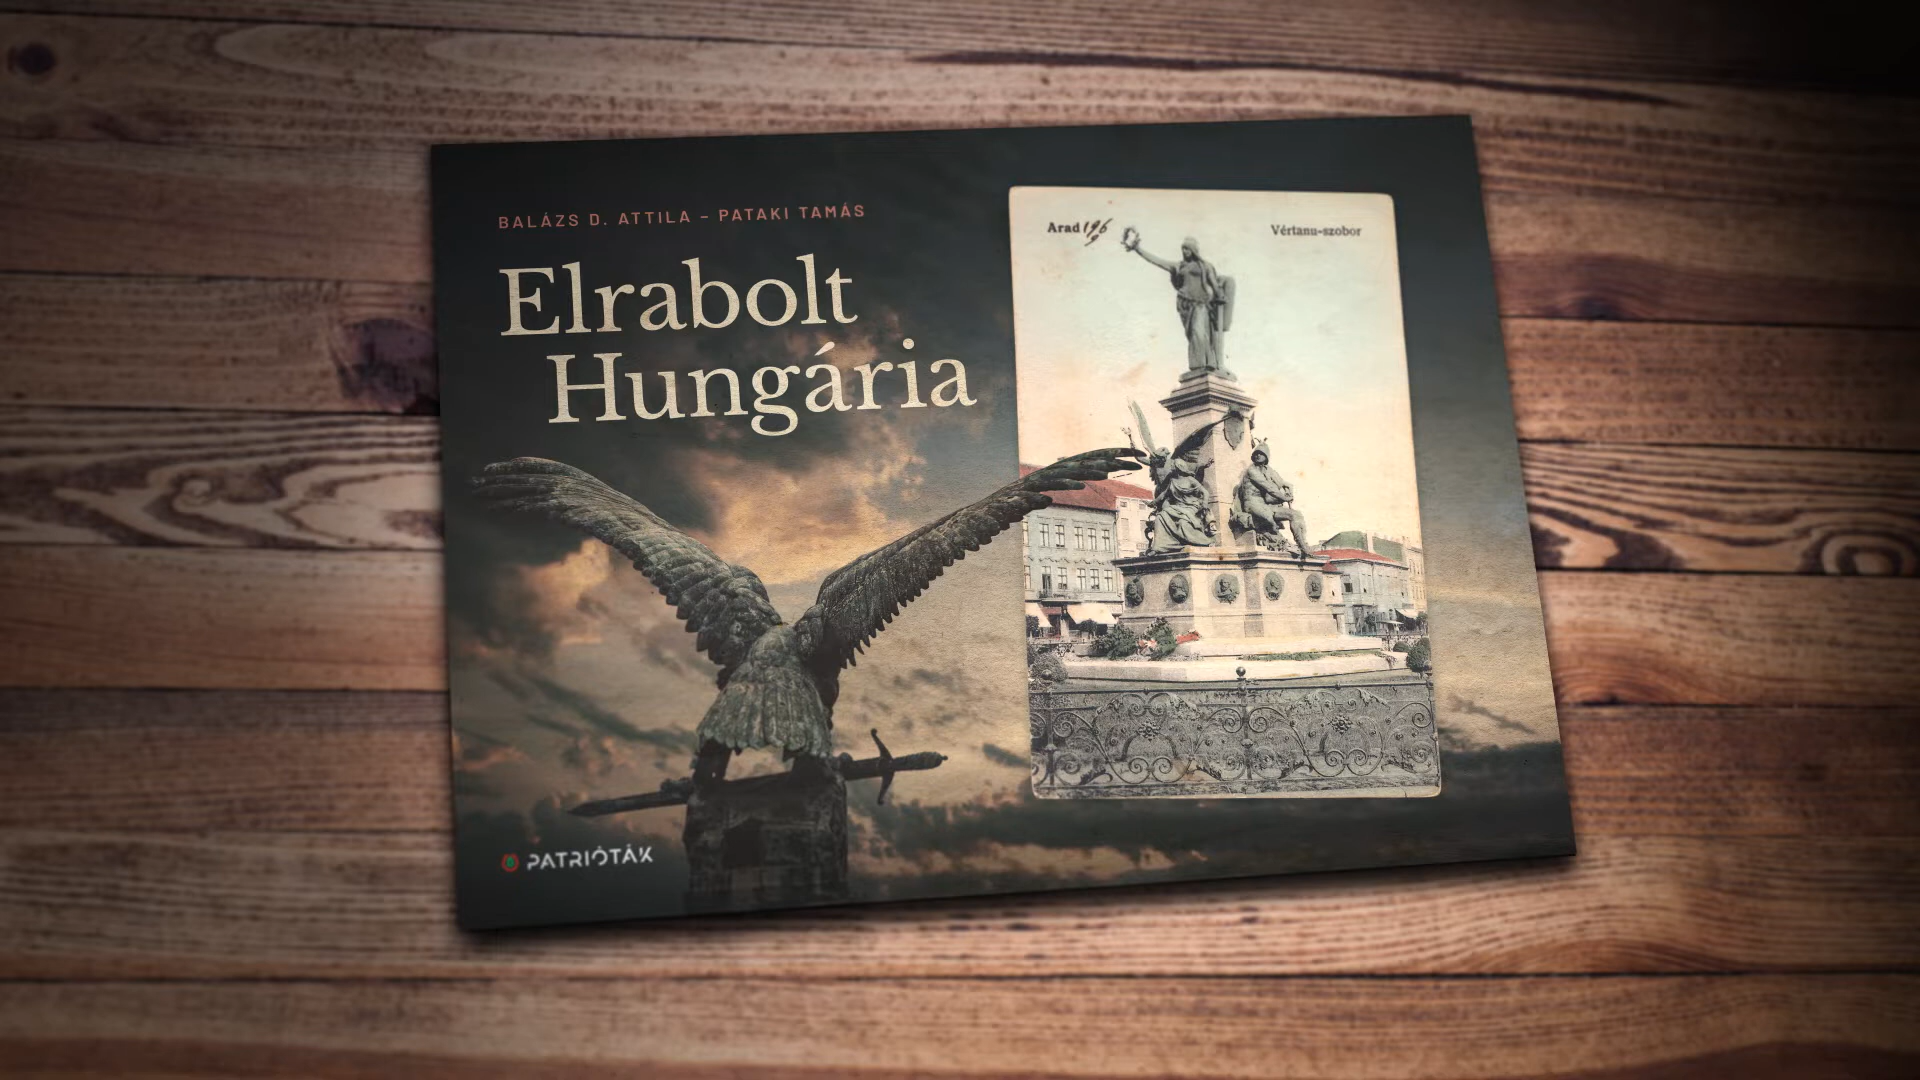 BALÁZS D. ATTILA – PATAKI TAMÁS
Elrabolt
Hungária
Arad
Vértanu-szobor
PATRIÓTÁK